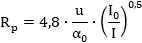 R_p = 4,8 · u/α_0 · (I_0/I)^0,5